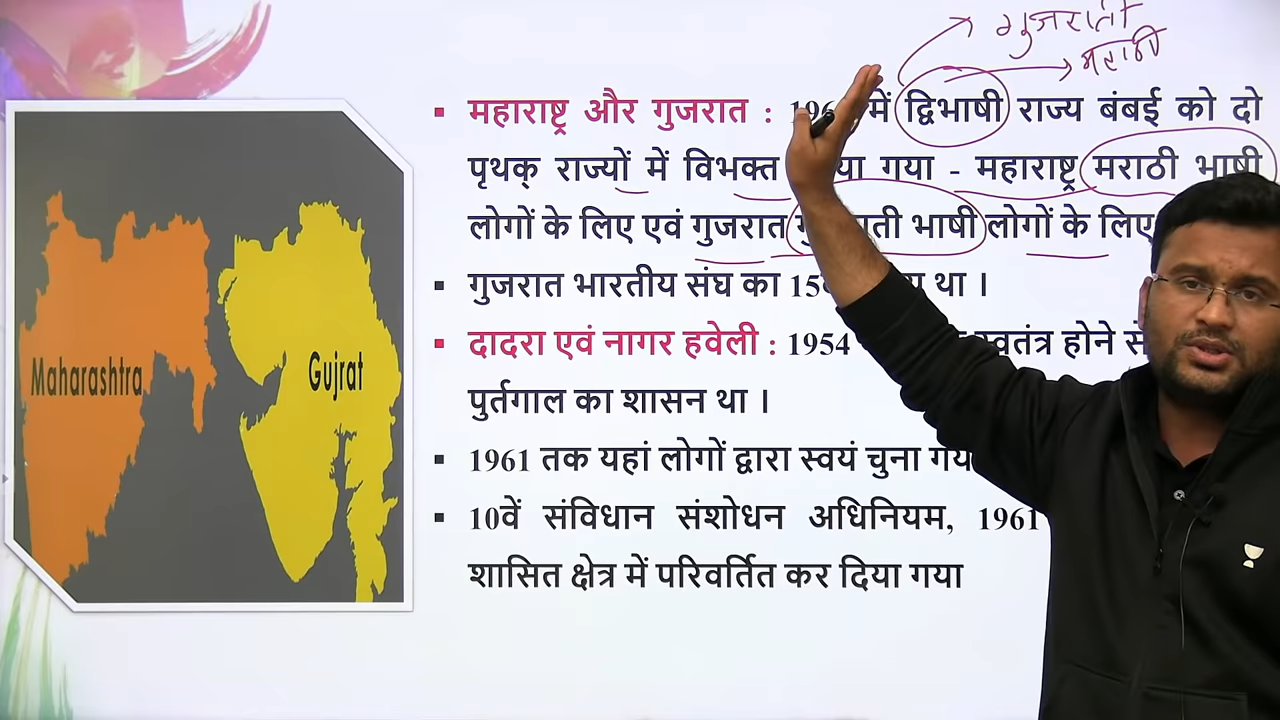 गुजराती
मराठी
महाराष्ट्र और गुजरात : 196 में द्विभाषी राज्य बंबई को दो
पृथक् राज्यों में विभक्त गया - महाराष्ट्र मराठी भाषी
लोगों के लिए एवं गुजरात भाषी लोगों के लिए
गुजरात भारतीय संघ का 15 था ।
दादरा एवं नागर हवेली : 1954 स्वतंत्र होने से
पुर्तगाल का शासन था ।
1961 तक यहां लोगों द्वारा स्वयं चुना
10वें संविधान संशोधन अधिनियम, 1961
शासित क्षेत्र में परिवर्तित कर दिया गया
Maharashtra
Gujrat